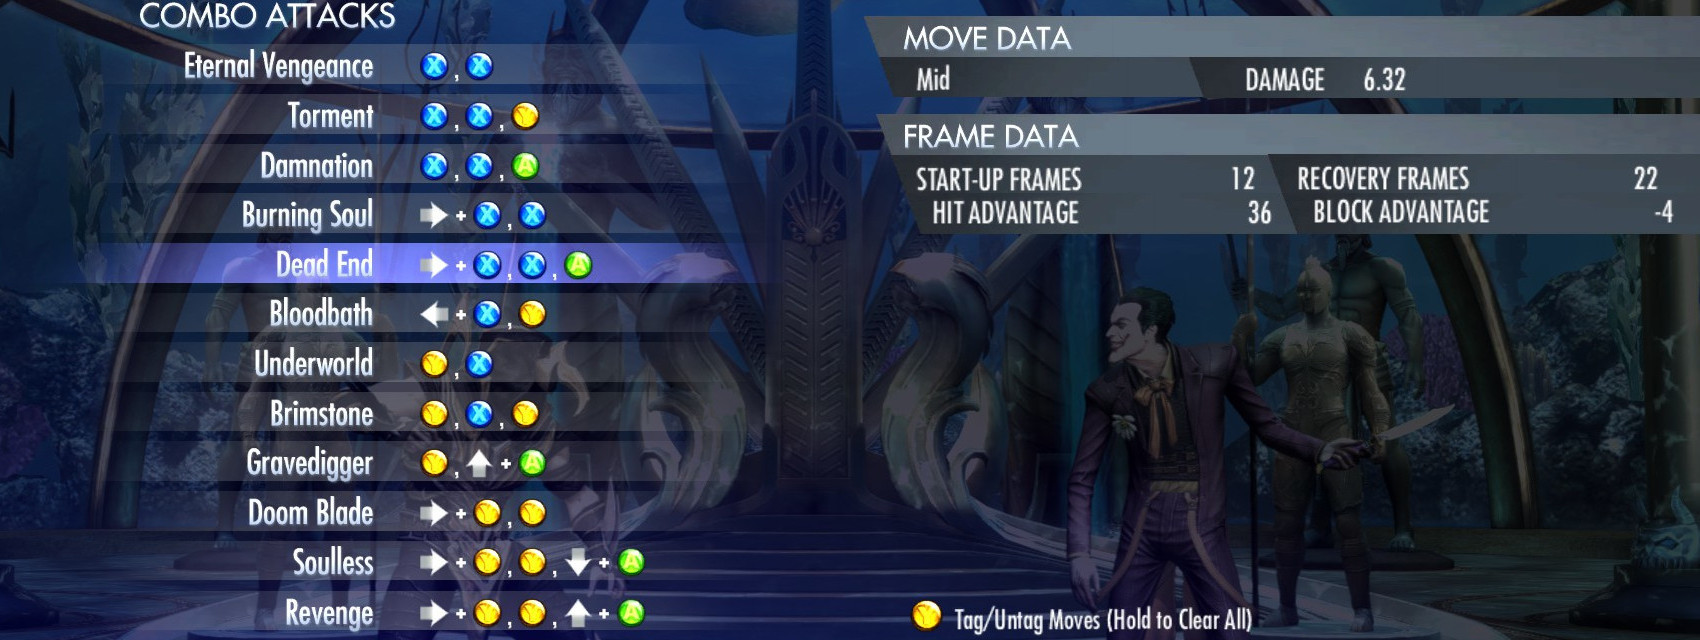 COMBO ATTACKS
Eternal Vengeance X , X
Torment X , X , Y
Damnation X , X , A
Burning Soul → + X , X
Dead End → + X , X , A
Bloodbath ← + X , Y
Underworld Y , X
Brimstone Y , X , Y
Gravedigger Y , ↑ + A
Doom Blade → + Y , Y
Soulless → + Y , Y , ↓ + A
Revenge → + Y , Y , ↑ + A
MOVE DATA
Mid DAMAGE 6.32
FRAME DATA
START-UP FRAMES 12 RECOVERY FRAMES 22
HIT ADVANTAGE 36 BLOCK ADVANTAGE -4
Y Tag/Untag Moves (Hold to Clear All)